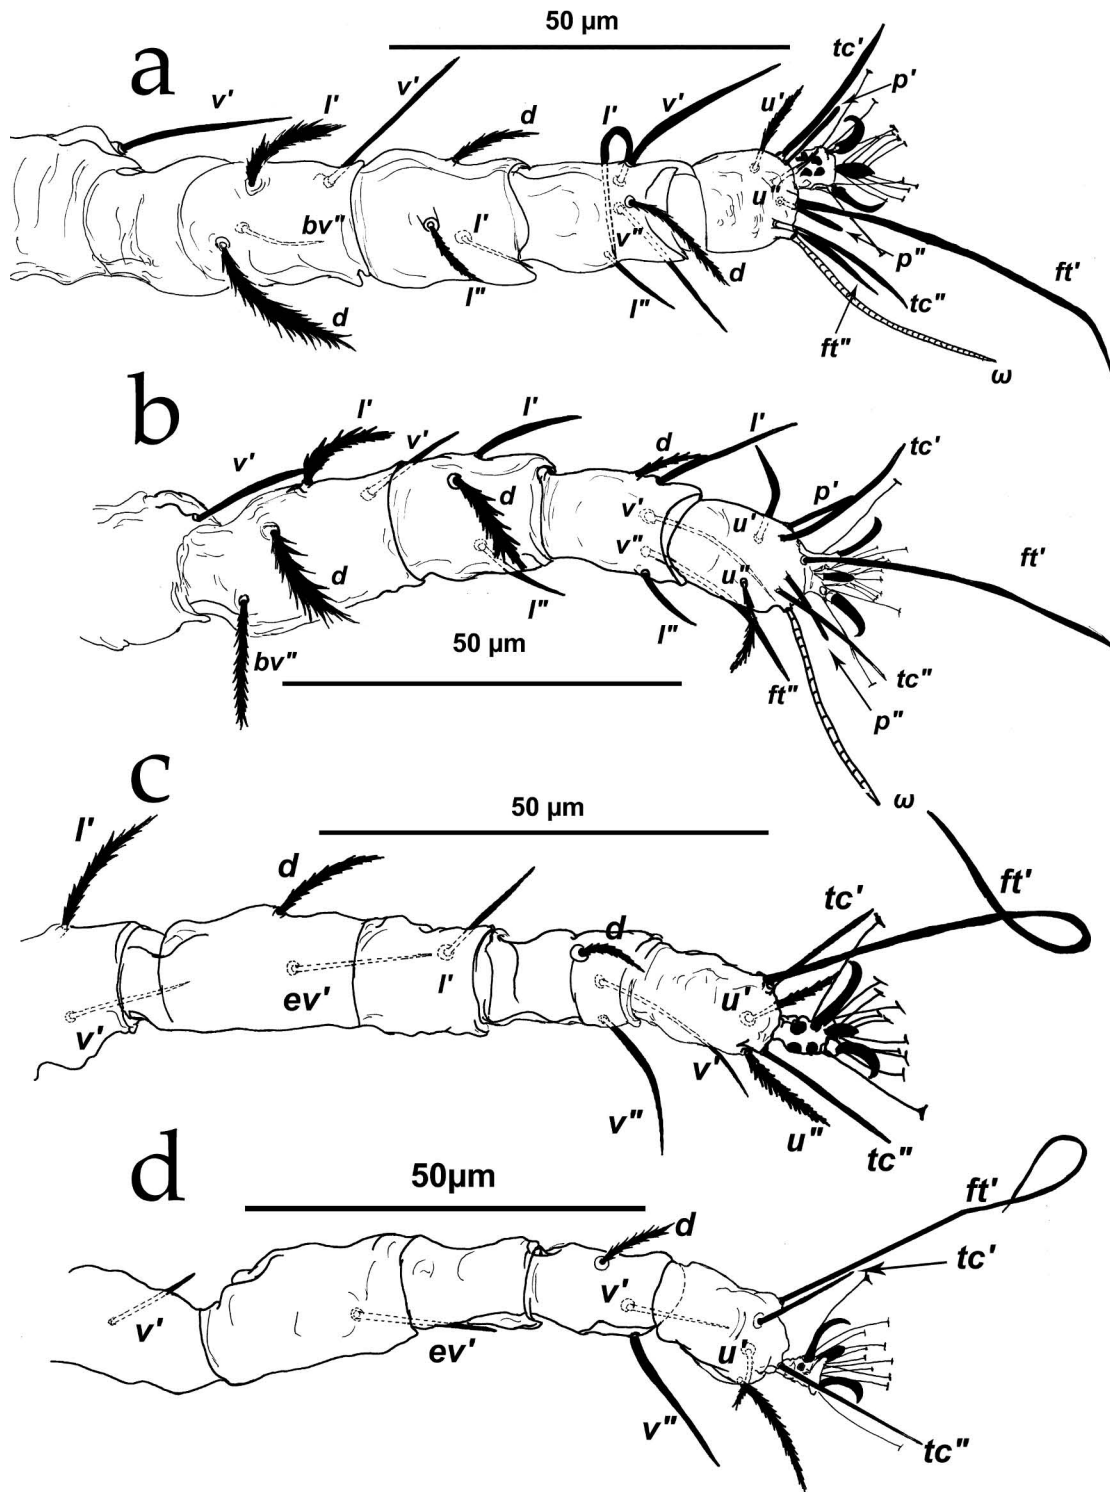 50 µm
a
tc'
p'
v'
l'
v'
d
l'
v'
u'
bv"
l'
v"
u"
l"
d
d
l"
p"
tc"
ft'
ft"
ω
b
v'
l'
v'
l'
d
l'
tc'
p'
d
v'
u'
v"
u"
ft'
d
l"
l"
bv"
50 µm
ft"
tc"
p"
ω
c
50 µm
l'
d
tc'
ft'
d
v'
ev'
l'
u'
v"
v'
u"
tc"
d
50µm
ft'
tc'
d
v'
v'
ev'
u'
v"
tc"